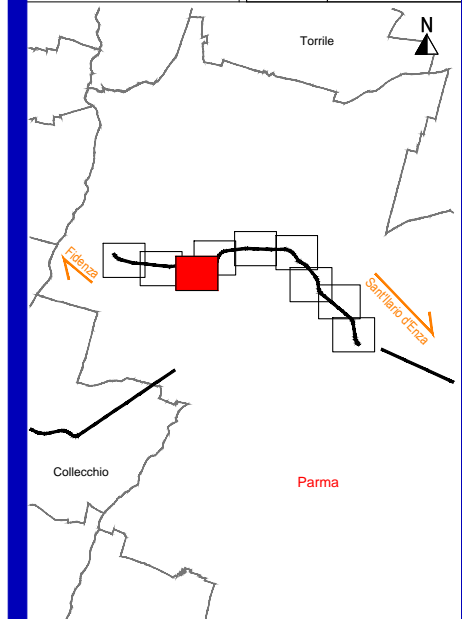 N
Torrile
Fidenza
Sant'Ilario d'Enza
Collecchio
Parma